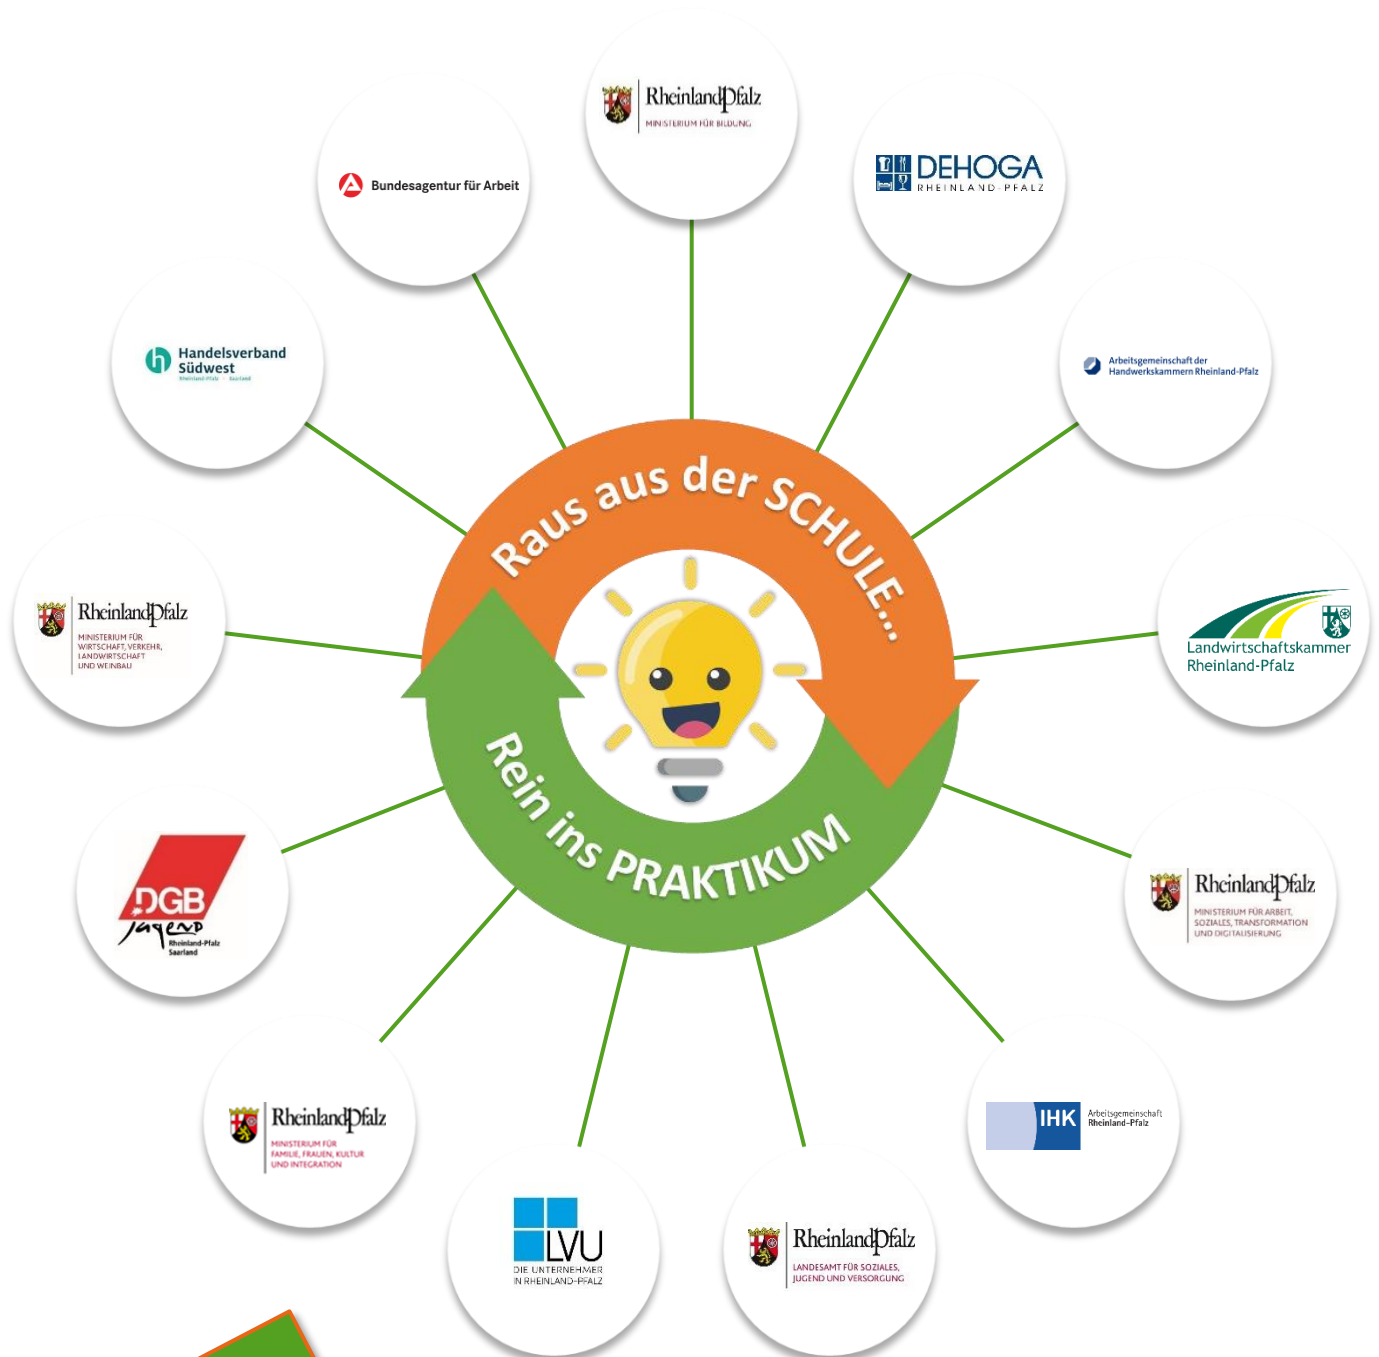 RheinlandPfalz
MINISTERIUM FÜR BILDUNG
DEHOGA
RHEINLAND-PFALZ
Arbeitsgemeinschaft der
Handwerkskammern Rheinland-Pfalz
Landwirtschaftskammer
Rheinland-Pfalz
RheinlandPfalz
MINISTERIUM FÜR ARBEIT,
SOZIALES, TRANSFORMATION
UND DIGITALISIERUNG
IHK
Arbeitsgemeinschaft
Rheinland-Pfalz
RheinlandPfalz
LANDESAMT FÜR SOZIALES,
JUGEND UND VERSORGUNG
LVU
DIE UNTERNEHMER
IN RHEINLAND-PFALZ
RheinlandPfalz
MINISTERIUM FÜR
FAMILIE, FRAUEN, KULTUR
UND INTEGRATION
DGB
Jugend
Rheinland-Pfalz
Saarland
RheinlandPfalz
MINISTERIUM FÜR
WIRTSCHAFT, VERKEHR,
LANDWIRTSCHAFT
UND WEINBAU
h
Handelsverband
Südwest
Rheinland-Pfalz - Saarland
Bundesagentur für Arbeit
Raus aus der SCHULE...
Rein ins PRAKTIKUM